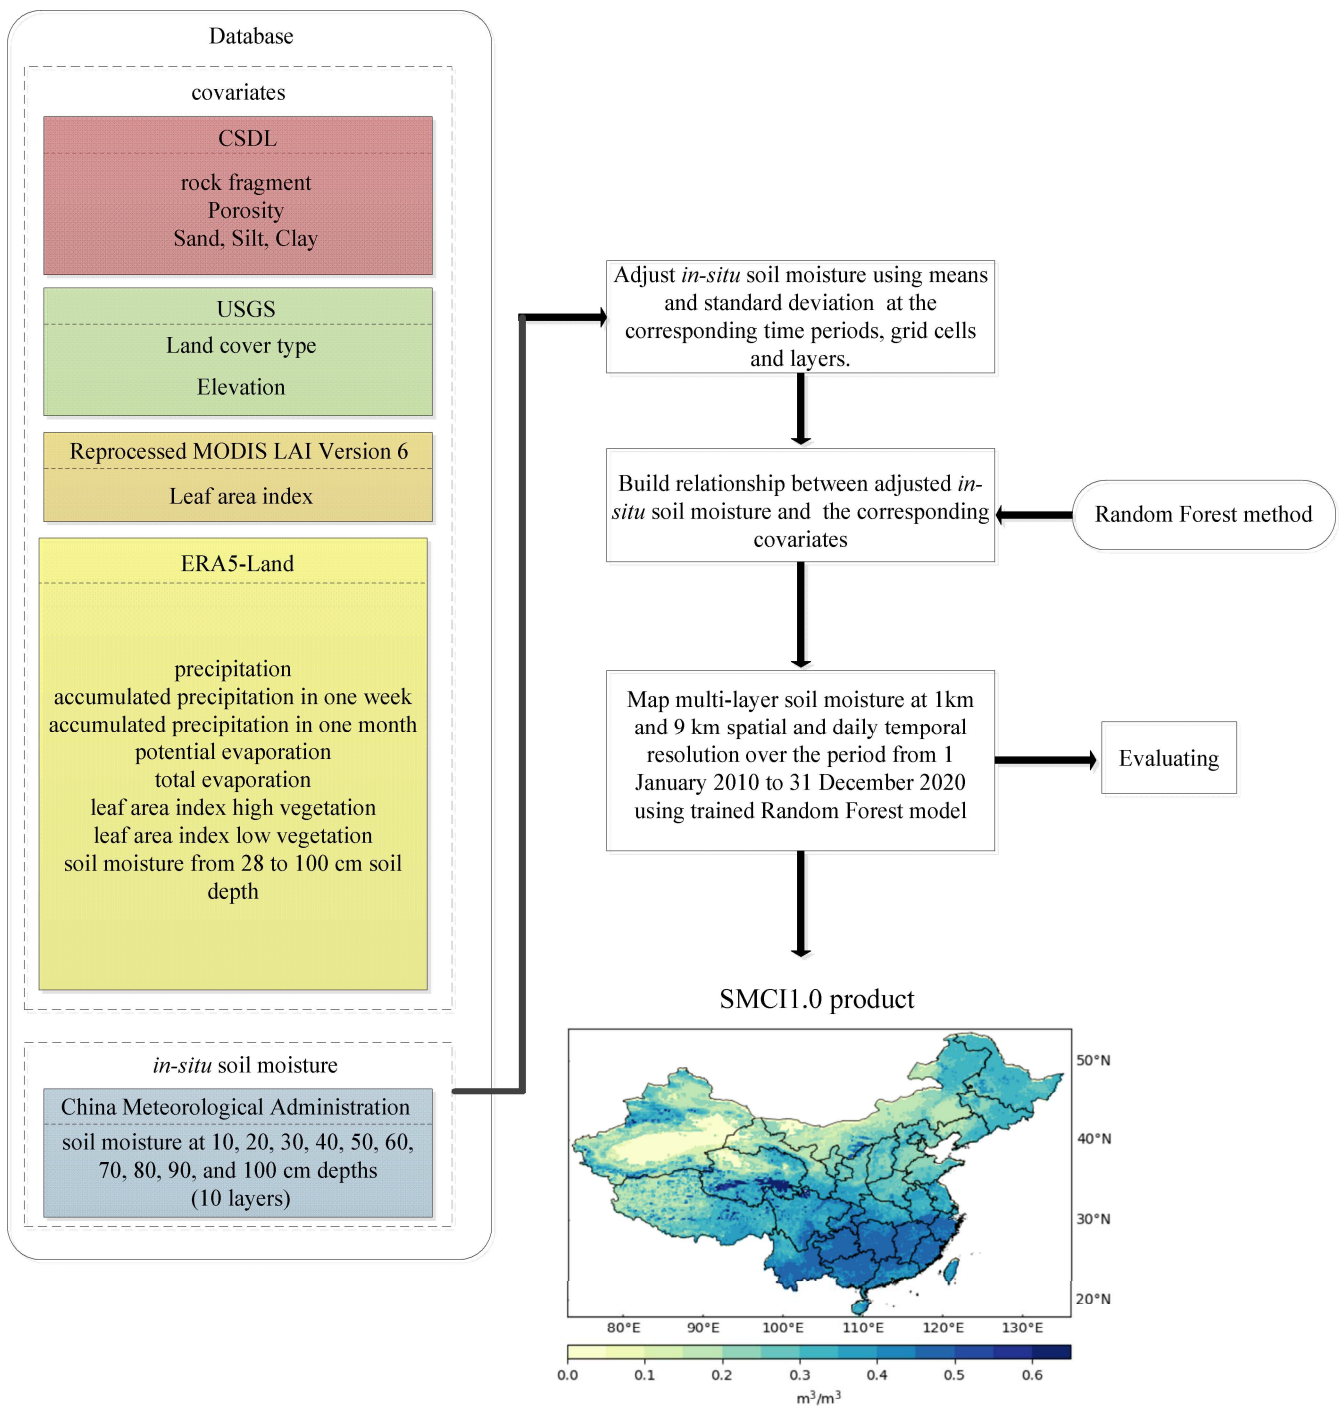 Database
covariates
CSDL
rock fragment
Porosity
Sand, Silt, Clay
USGS
Land cover type
Elevation
Reprocessed MODIS LAI Version 6
Leaf area index
ERA5-Land
precipitation
accumulated precipitation in one week
accumulated precipitation in one month
potential evaporation
total evaporation
leaf area index high vegetation
leaf area index low vegetation
soil moisture from 28 to 100 cm soil
depth
in-situ soil moisture
China Meteorological Administration
soil moisture at 10, 20, 30, 40, 50, 60,
70, 80, 90, and 100 cm depths
(10 layers)
Adjust in-situ soil moisture using means
and standard deviation at the
corresponding time periods, grid cells
and layers.
Build relationship between adjusted in-
situ soil moisture and the corresponding
covariates
Random Forest method
Map multi-layer soil moisture at 1km
and 9 km spatial and daily temporal
resolution over the period from 1
January 2010 to 31 December 2020
using trained Random Forest model
Evaluating
SMCI1.0 product
50°N
40°N
30°N
20°N
80°E 90°E 100°E 110°E 120°E 130°E
0.0 0.1 0.2 0.3 0.4 0.5 0.6
m³/m³